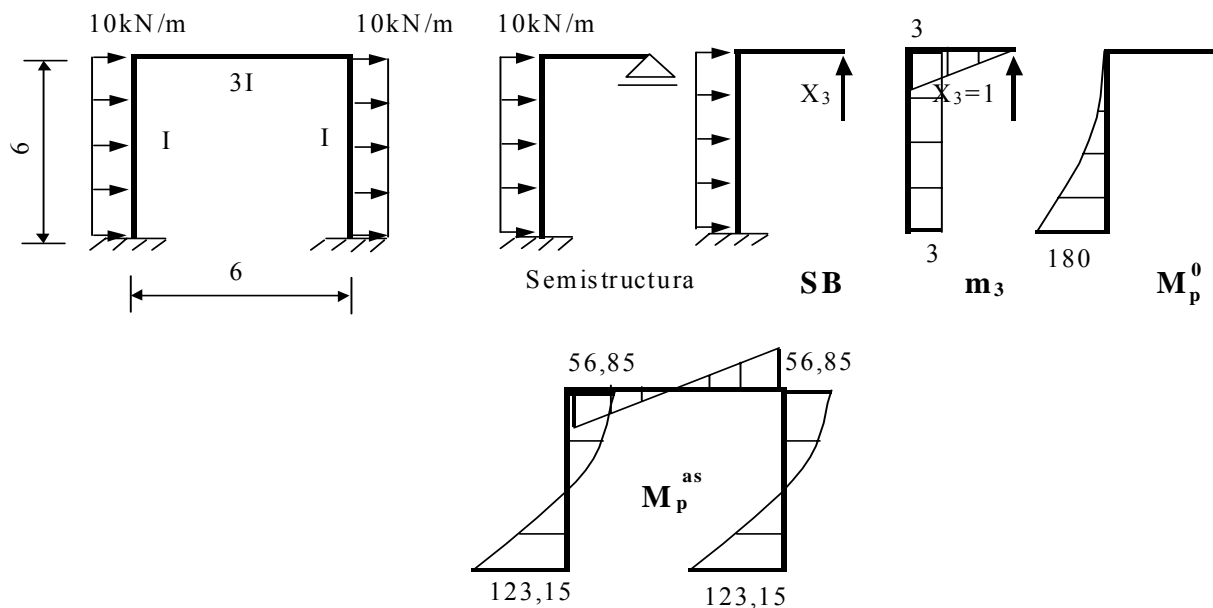 10kN/m
10kN/m
10kN/m
3
3I
X₃
X₃=1
6
I
I
3
180
6
Semistructura
SB
m₃
M⁰ₚ
56,85
56,85
Mₚᵃˢ
123,15
123,15